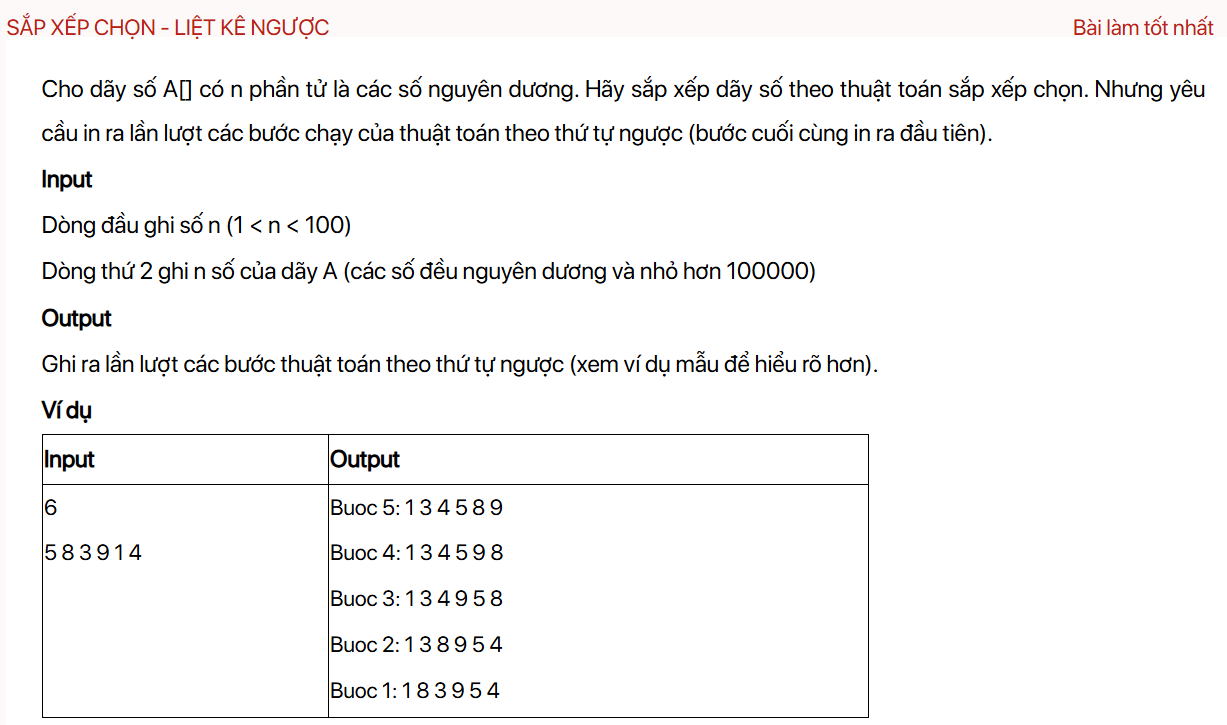 SẮP XẾP CHỌN - LIỆT KÊ NGƯỢC
Bài làm tốt nhất
Cho dãy số A[] có n phần tử là các số nguyên dương. Hãy sắp xếp dãy số theo thuật toán sắp xếp chọn. Nhưng yêu
cầu in ra lần lượt các bước chạy của thuật toán theo thứ tự ngược (bước cuối cùng in ra đầu tiên).
Input
Dòng đầu ghi số n (1 < n < 100)
Dòng thứ 2 ghi n số của dãy A (các số đều nguyên dương và nhỏ hơn 100000)
Output
Ghi ra lần lượt các bước thuật toán theo thứ tự ngược (xem ví dụ mẫu để hiểu rõ hơn).
Ví dụ
Input
Output
6
5 8 3 9 1 4
Buoc 5: 1 3 4 5 8 9
Buoc 4: 1 3 4 5 9 8
Buoc 3: 1 3 4 9 5 8
Buoc 2: 1 3 8 9 5 4
Buoc 1: 1 8 3 9 5 4